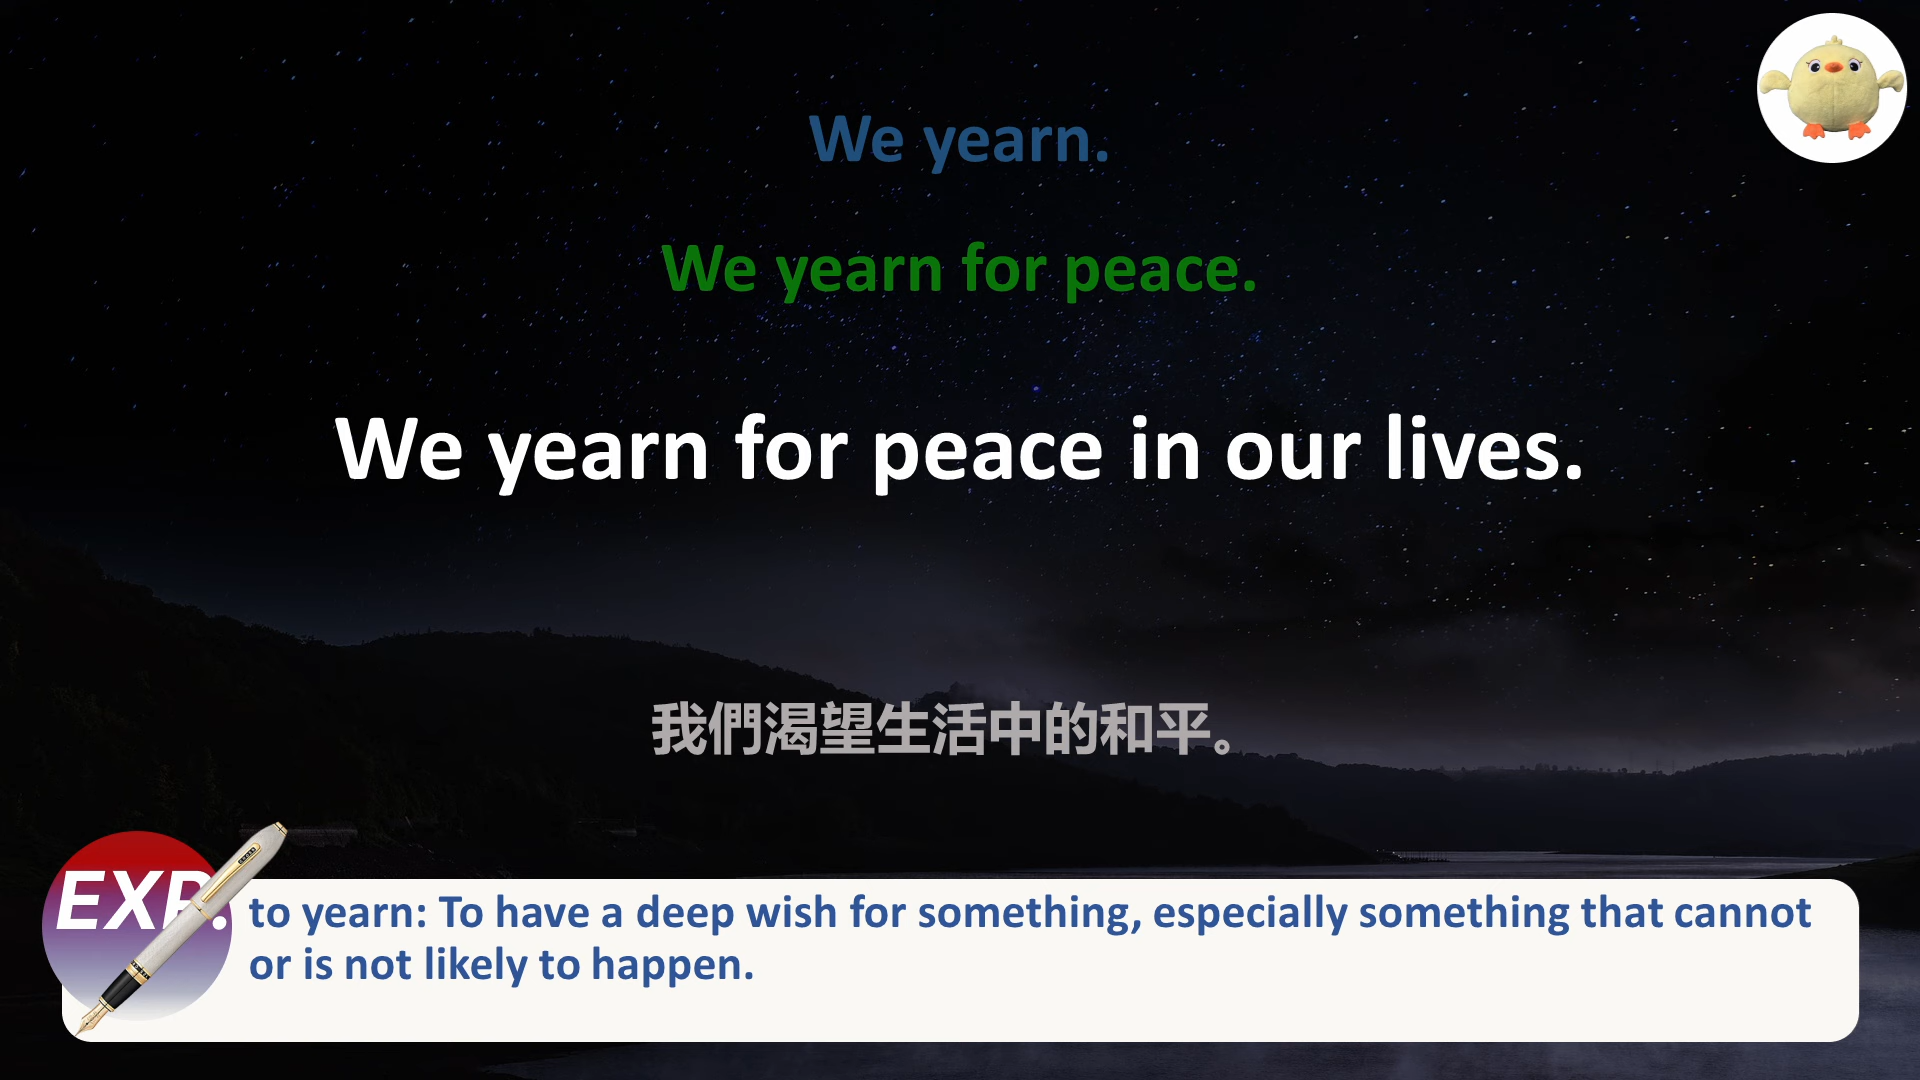 We yearn.
We yearn for peace.
We yearn for peace in our lives.
我們渴望生活中的和平。
EXP.
to yearn: To have a deep wish for something, especially something that cannot
or is not likely to happen.